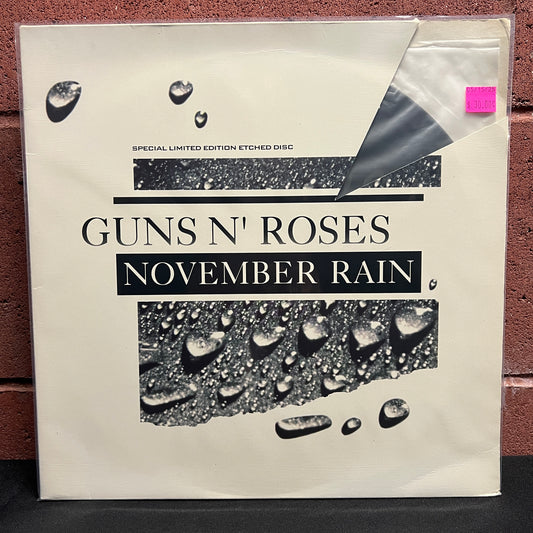 SPECIAL LIMITED EDITION ETCHED DISC
GUNS N' ROSES
NOVEMBER RAIN